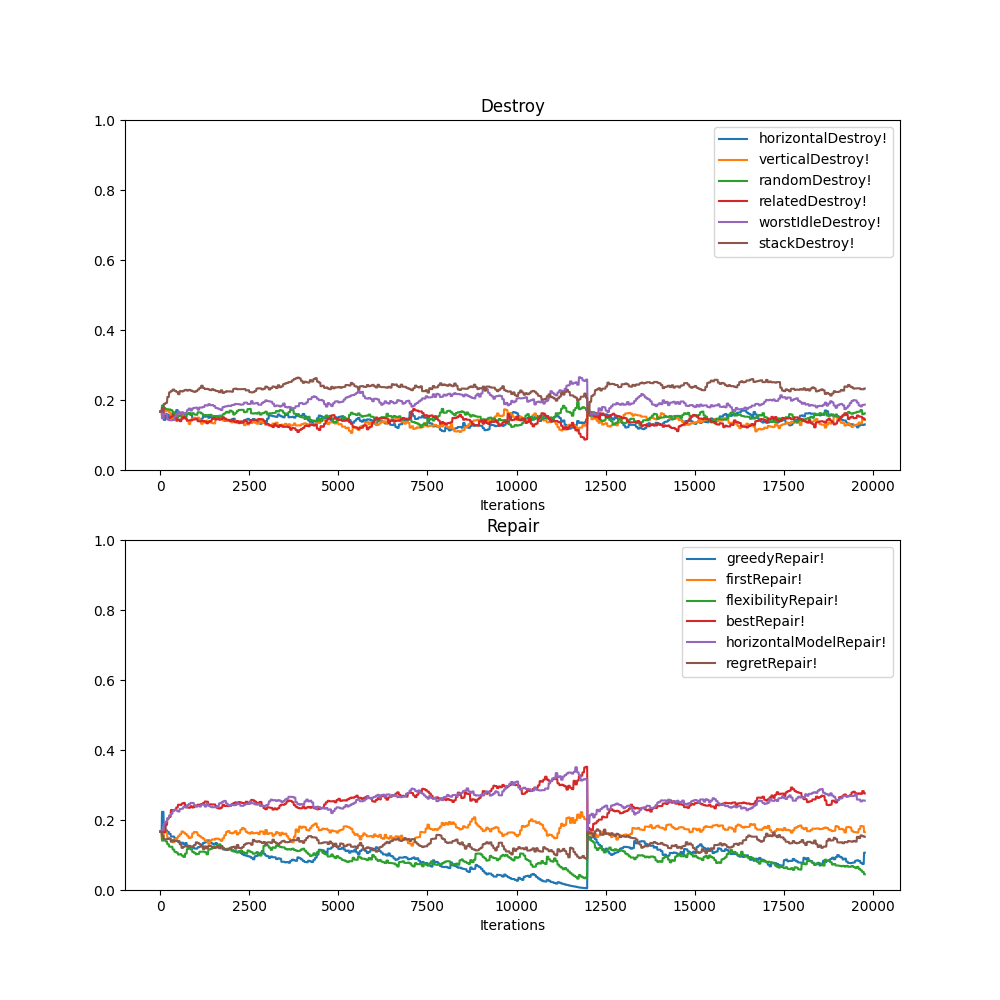 Destroy
1.0
0.8
0.6
0.4
0.2
0.0
horizontalDestroy!
verticalDestroy!
randomDestroy!
relatedDestroy!
worstIdleDestroy!
stackDestroy!
0 2500 5000 7500 10000 12500 15000 17500 20000
Iterations
Repair
1.0
0.8
0.6
0.4
0.2
0.0
greedyRepair!
firstRepair!
flexibilityRepair!
bestRepair!
horizontalModelRepair!
regretRepair!
0 2500 5000 7500 10000 12500 15000 17500 20000
Iterations